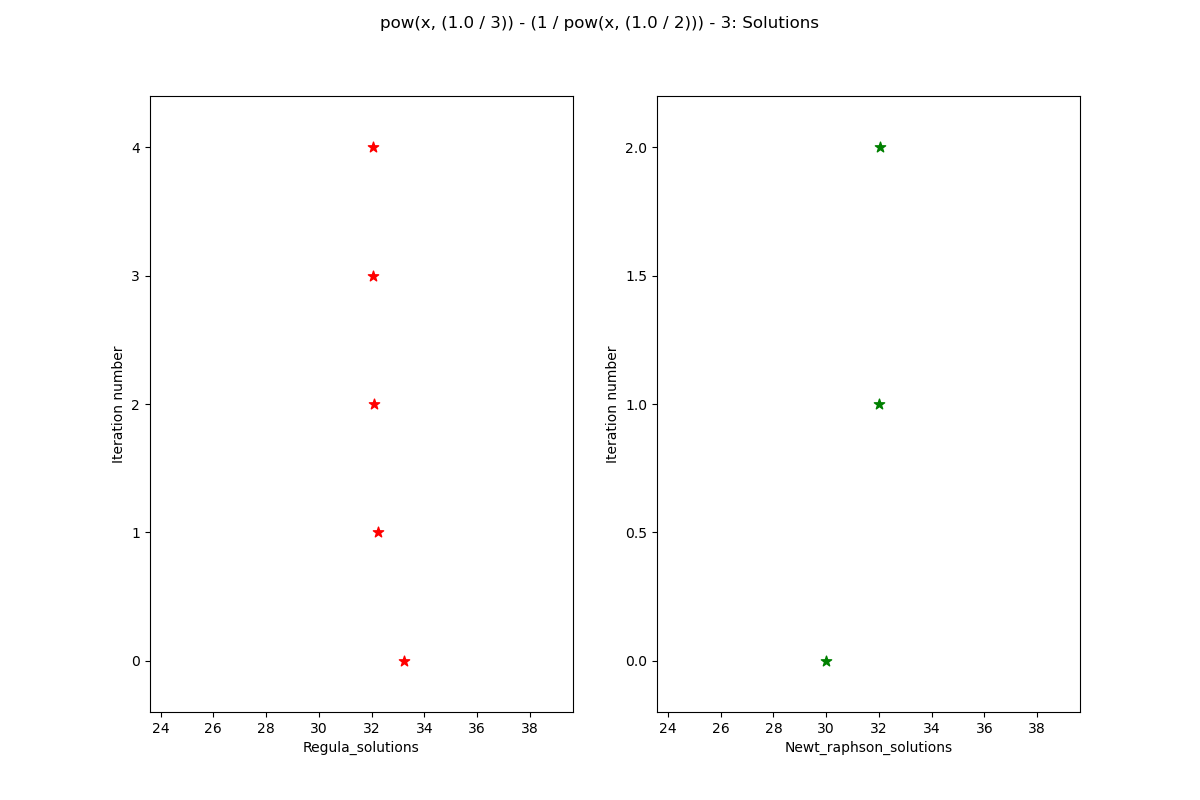 pow(x, (1.0 / 3)) - (1 / pow(x, (1.0 / 2))) - 3: Solutions
Iteration number
4
3
2
1
0
24 26 28 30 32 34 36 38
Regula_solutions
Iteration number
2.0
1.5
1.0
0.5
0.0
24 26 28 30 32 34 36 38
Newt_raphson_solutions